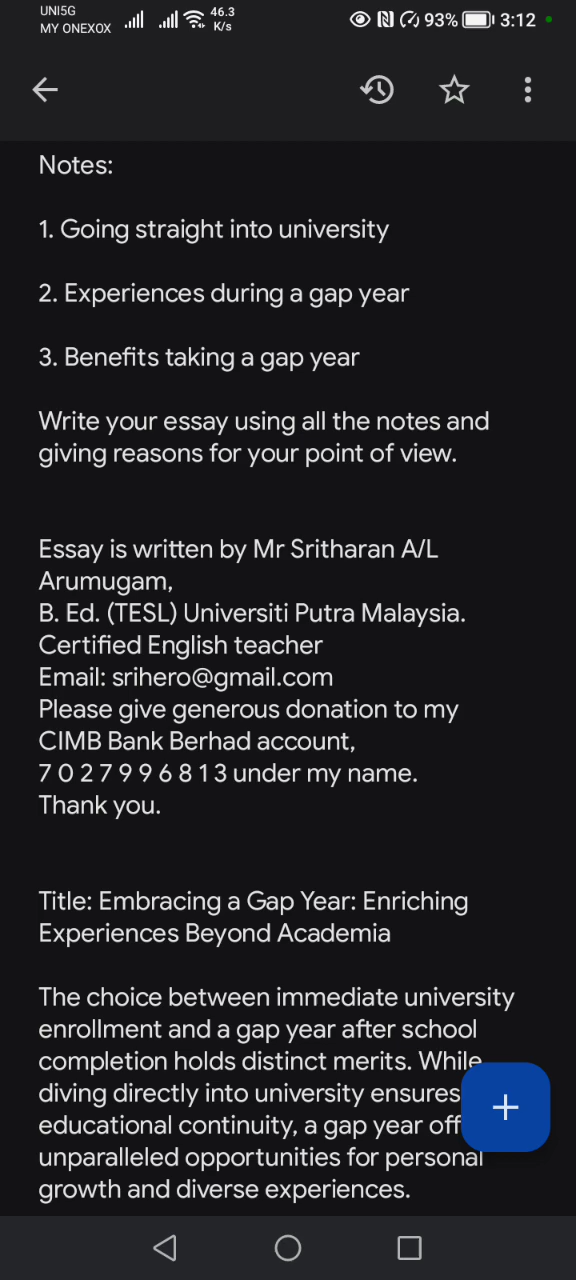 UNI5G
MY ONEXOX
46.3
K/s
93%
3:12
Notes:
1. Going straight into university
2. Experiences during a gap year
3. Benefits taking a gap year
Write your essay using all the notes and
giving reasons for your point of view.
Essay is written by Mr Sritharan A/L
Arumugam,
B. Ed. (TESL) Universiti Putra Malaysia.
Certified English teacher
Email: srihero@gmail.com
Please give generous donation to my
CIMB Bank Berhad account,
7 0 2 7 9 9 6 8 1 3 under my name.
Thank you.
Title: Embracing a Gap Year: Enriching
Experiences Beyond Academia
The choice between immediate university
enrollment and a gap year after school
completion holds distinct merits. While
diving directly into university ensures
educational continuity, a gap year off
unparalleled opportunities for personal
growth and diverse experiences.